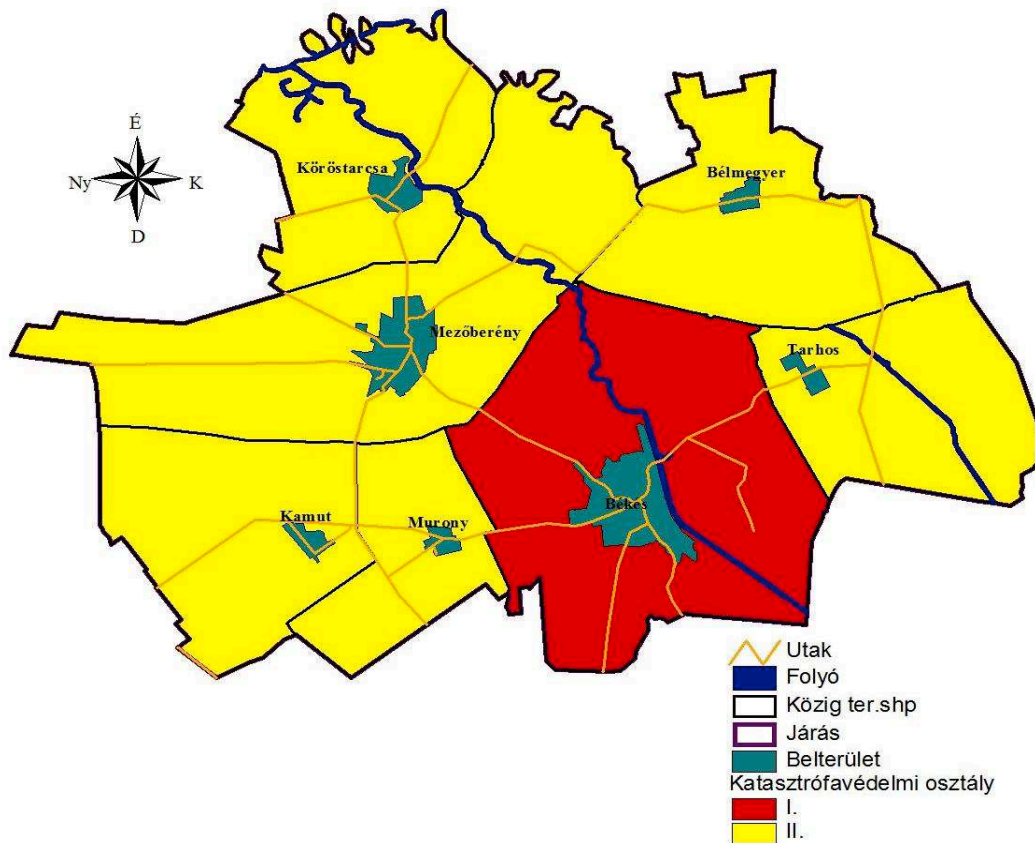 É
Ny
K
D
Köröstarcsa
Bélmegyer
Mezőberény
Tarhos
Békés
Kamut
Murony
Utak
Folyó
Közig ter.shp
Járás
Belterület
Katasztrófavédelmi osztály
I.
II.